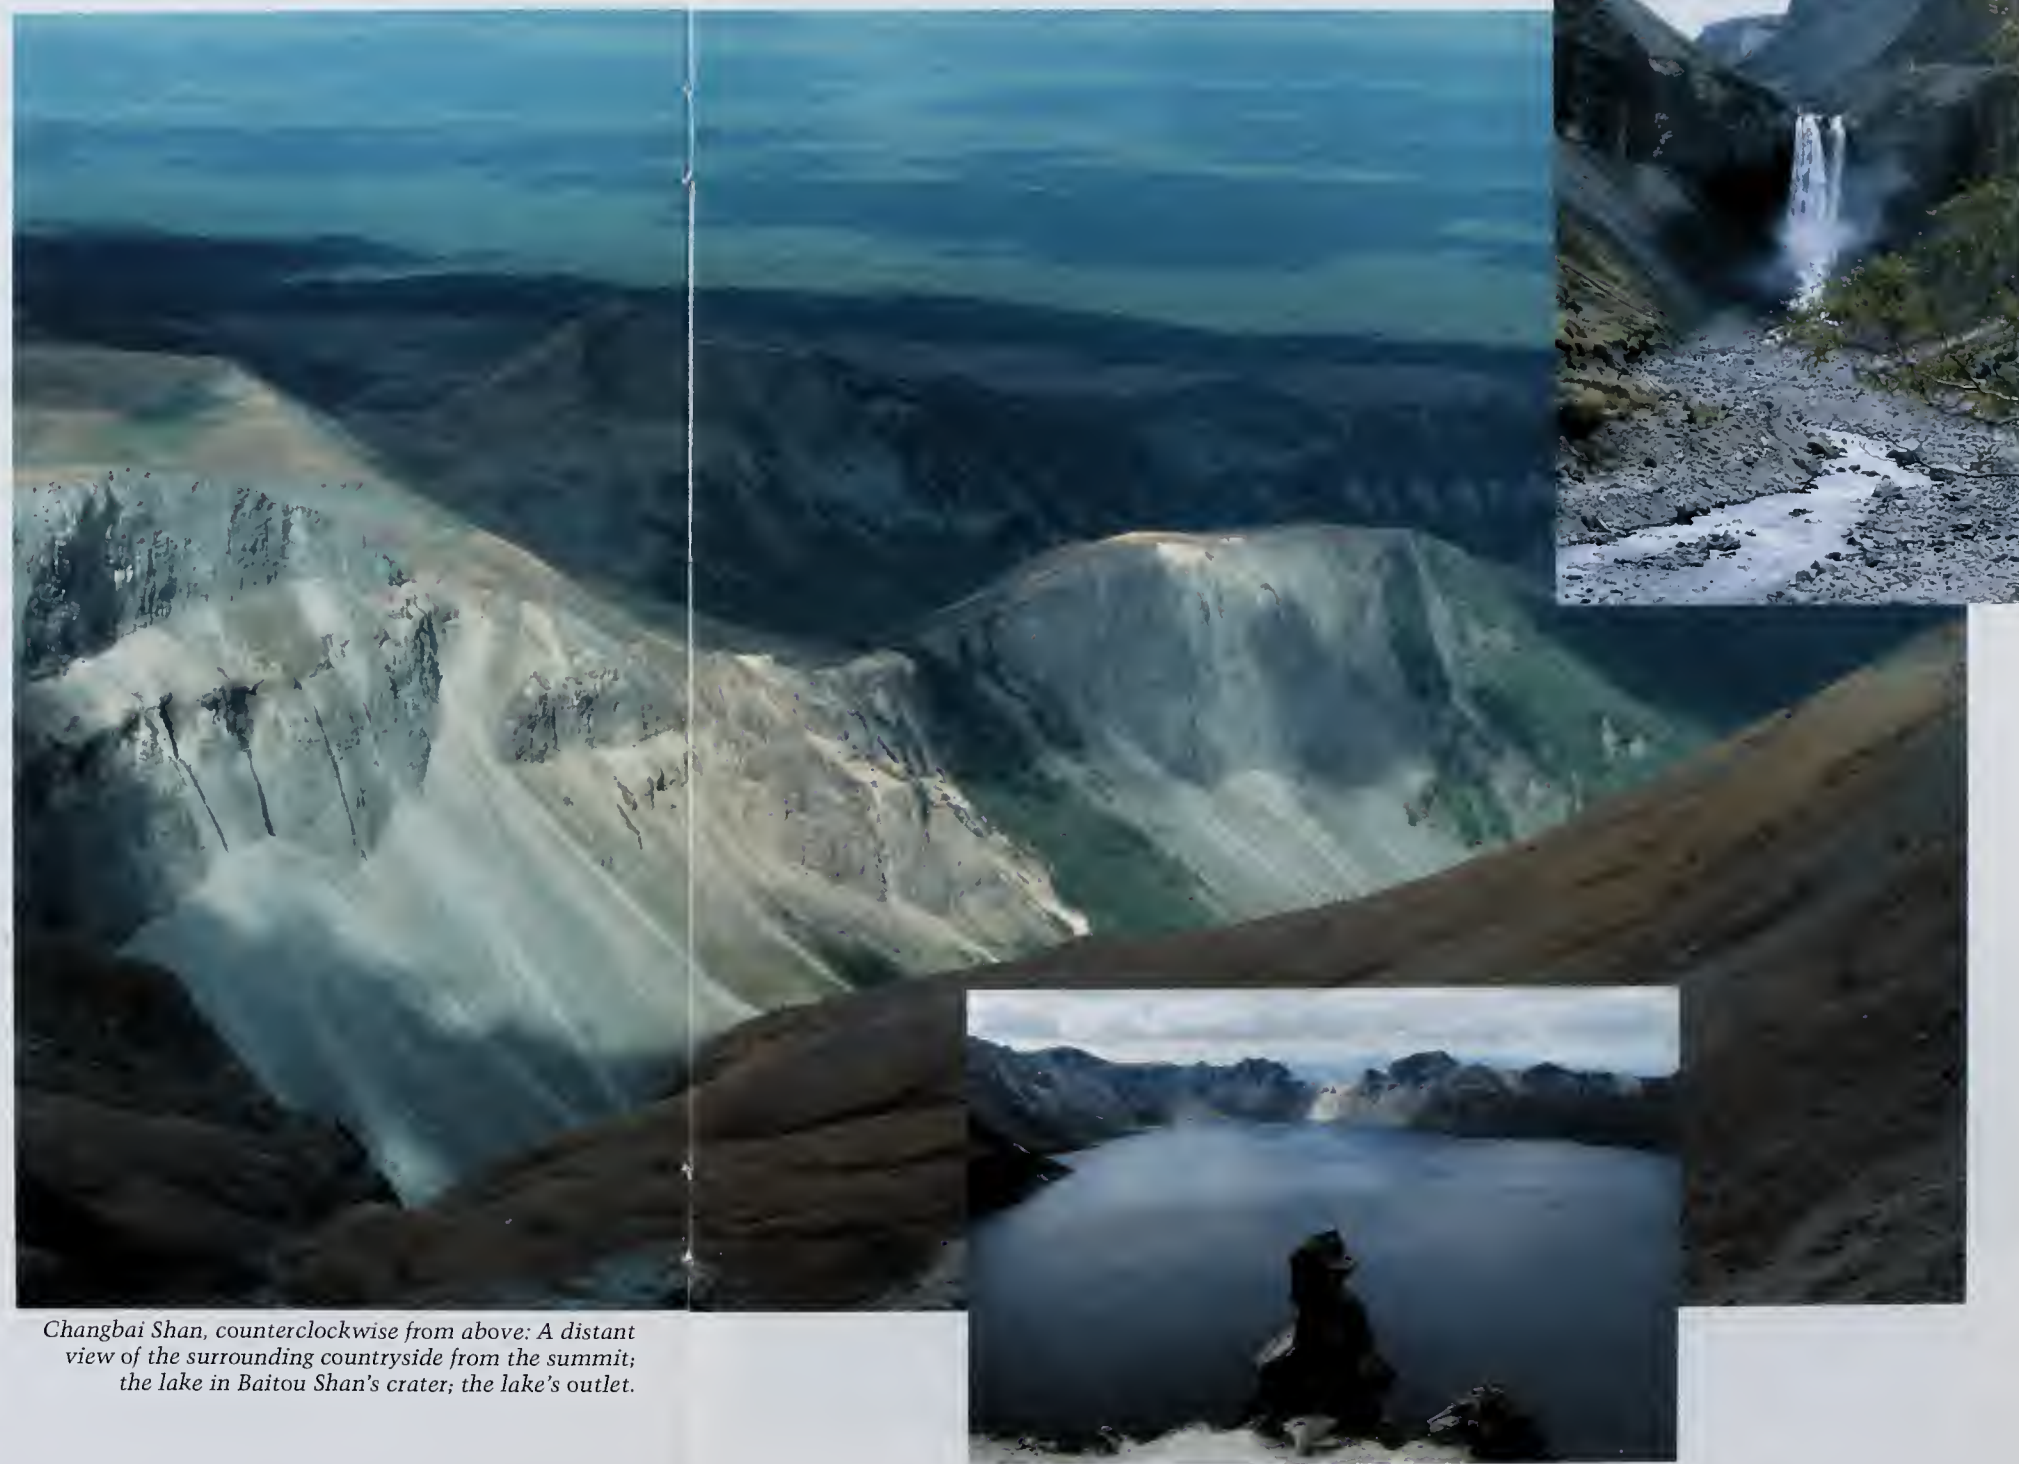 Changbai Shan, counterclockwise from above: A distant
view of the surrounding countryside from the summit;
the lake in Baitou Shan's crater; the lake's outlet.